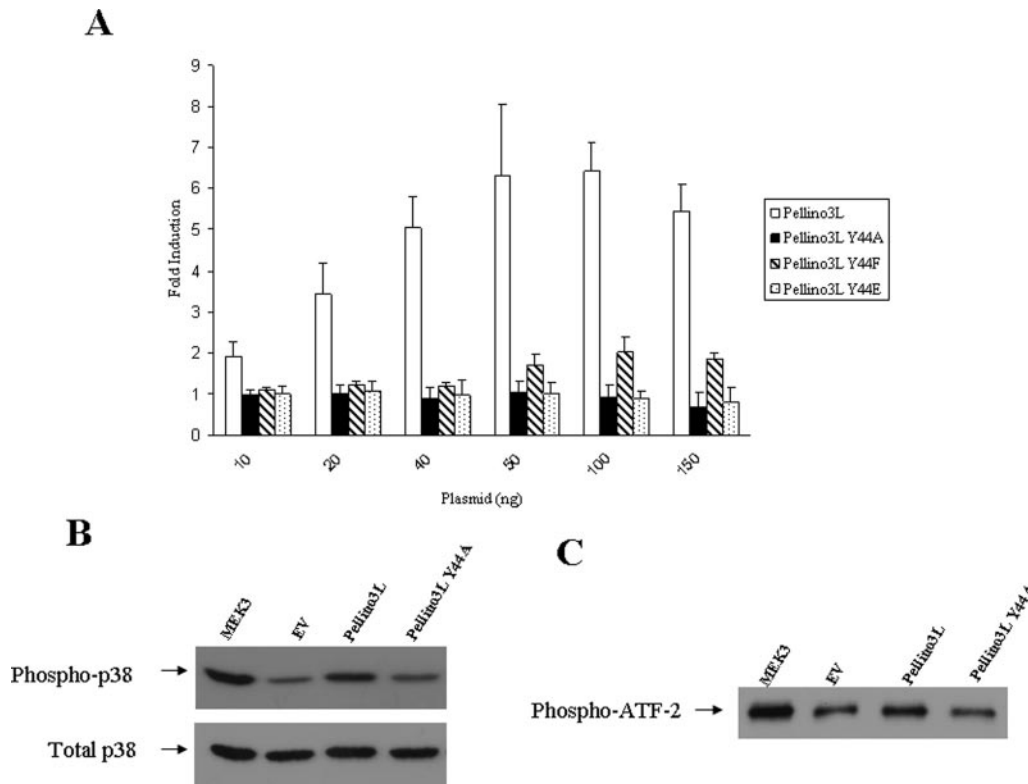 A
9
8
7
6
5
4
3
2
1
0
Fold Induction
10 20 40 50 100 150
Plasmid (ng)
Pellino3L
Pellino3L Y44A
Pellino3L Y44F
Pellino3L Y44E
B
MEK3 EV Pellino3L Pellino3L Y44A
Phospho-p38
Total p38
C
MEK3 EV Pellino3L Pellino3L Y44A
Phospho-ATF-2